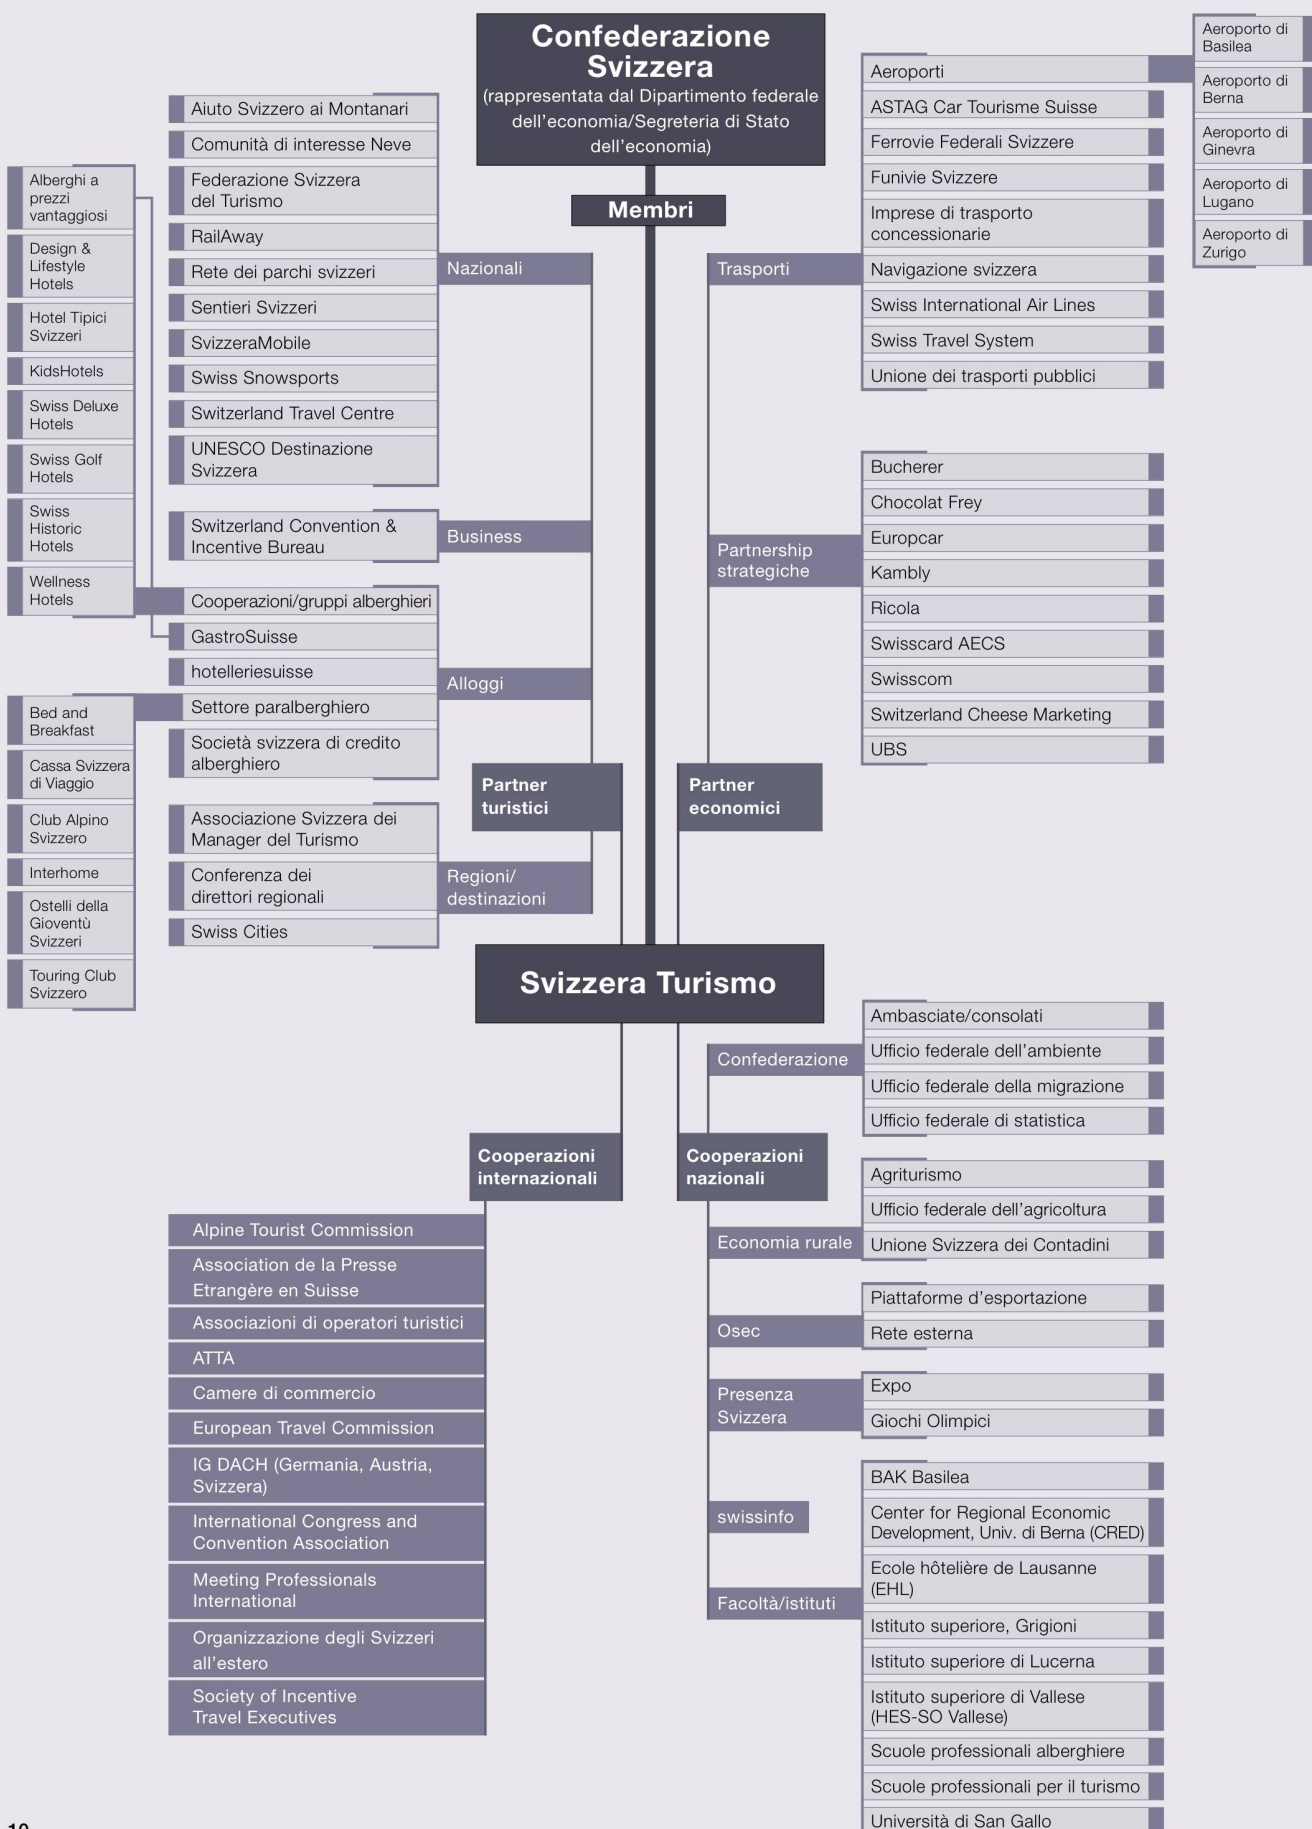 Confederazione
Svizzera
(rappresentata dal Dipartimento federale
dell'economia/Segreteria di Stato
dell'economia)
Membri
Aiuto Svizzero ai Montanari
Comunità di interesse Neve
Federazione Svizzera
del Turismo
RailAway
Rete dei parchi svizzeri
Sentieri Svizzeri
SvizzeraMobile
Swiss Snowsports
Switzerland Travel Centre
UNESCO Destinazione
Svizzera
Nazionali
Switzerland Convention &
Incentive Bureau
Business
Alberghi a
prezzi
vantaggiosi
Design &
Lifestyle
Hotels
Hotel Tipici
Svizzeri
KidsHotels
Swiss Deluxe
Hotels
Swiss Golf
Hotels
Swiss
Historic
Hotels
Wellness
Hotels
Cooperazioni/gruppi alberghieri
GastroSuisse
hotelleriesuisse
Settore paralberghiero
Società svizzera di credito
alberghiero
Alloggi
Bed and
Breakfast
Cassa Svizzera
di Viaggio
Club Alpino
Svizzero
Interhome
Ostelli della
Gioventù
Svizzeri
Touring Club
Svizzero
Associazione Svizzera dei
Manager del Turismo
Conferenza dei
direttori regionali
Swiss Cities
Regioni/
destinazioni
Partner
turistici
Partner
economici
Trasporti
Aeroporti
ASTAG Car Tourisme Suisse
Ferrovie Federali Svizzere
Funivie Svizzere
Imprese di trasporto
concessionarie
Navigazione svizzera
Swiss International Air Lines
Swiss Travel System
Unione dei trasporti pubblici
Aeroporto di
Basilea
Aeroporto di
Berna
Aeroporto di
Ginevra
Aeroporto di
Lugano
Aeroporto di
Zurigo
Partnership
strategiche
Bucherer
Chocolat Frey
Europcar
Kambly
Ricola
Swisscard AECS
Swisscom
Switzerland Cheese Marketing
UBS
Svizzera Turismo
Cooperazioni
internazionali
Alpine Tourist Commission
Association de la Presse
Etrangère en Suisse
Associazioni di operatori turistici
ATTA
Camere di commercio
European Travel Commission
IG DACH (Germania, Austria,
Svizzera)
International Congress and
Convention Association
Meeting Professionals
International
Organizzazione degli Svizzeri
all'estero
Society of Incentive
Travel Executives
Cooperazioni
nazionali
Confederazione
Ambasciate/consolati
Ufficio federale dell'ambiente
Ufficio federale della migrazione
Ufficio federale di statistica
Economia rurale
Agriturismo
Ufficio federale dell'agricoltura
Unione Svizzera dei Contadini
Osec
Piattaforme d'esportazione
Rete esterna
Presenza
Svizzera
Expo
Giochi Olimpici
swissinfo
Facoltà/istituti
BAK Basilea
Center for Regional Economic
Development, Univ. di Berna (CRED)
Ecole hôtelière de Lausanne
(EHL)
Istituto superiore, Grigioni
Istituto superiore di Lucerna
Istituto superiore di Vallese
(HES-SO Vallese)
Scuole professionali alberghiere
Scuole professionali per il turismo
Università di San Gallo